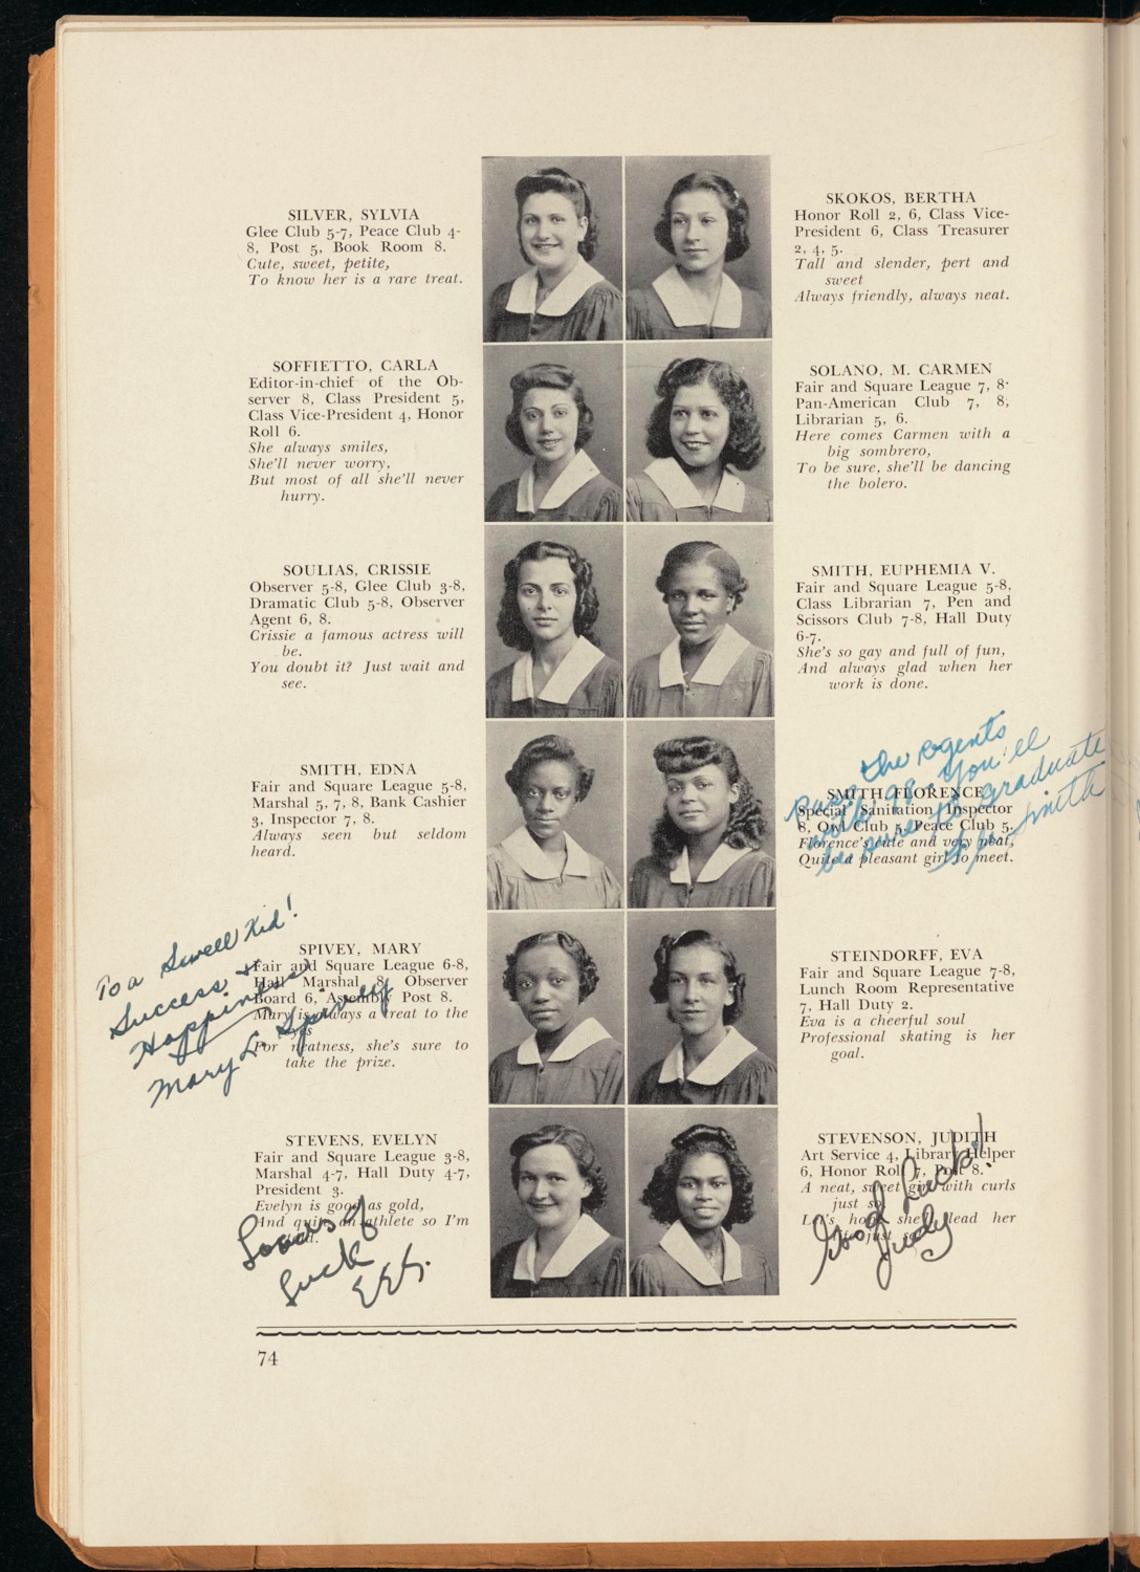 SILVER, SYLVIA
Glee Club 5-7, Peace Club 4-
8, Post 5, Book Room 8.
Cute, sweet, petite,
To know her is a rare treat.
SKOKOS, BERTHA
Honor Roll 2, 6, Class Vice-
President 6, Class Treasurer
2, 4, 5.
Tall and slender, pert and
sweet
Always friendly, always neat.
SOFFIETTO, CARLA
Editor-in-chief of the Ob-
server 8, Class President 5,
Class Vice-President 4, Honor
Roll 6.
She always smiles,
She'll never worry,
But most of all she'll never
hurry.
SOLANO, M. CARMEN
Fair and Square League 7, 8·
Pan-American Club 7, 8,
Librarian 5, 6.
Here comes Carmen with a
big sombrero,
To be sure, she'll be dancing
the bolero.
SOULIAS, CRISSIE
Observer 5-8, Glee Club 3-8,
Dramatic Club 5-8, Observer
Agent 6, 8.
Crissie a famous actress will
be.
You doubt it? Just wait and
see.
SMITH, EUPHEMIA V.
Fair and Square League 5-8,
Class Librarian 7, Pen and
Scissors Club 7-8, Hall Duty
6-7.
She's so gay and full of fun,
And always glad when her
work is done.
SMITH, EDNA
Fair and Square League 5-8,
Marshal 5, 7, 8, Bank Cashier
3, Inspector 7, 8.
Always seen but seldom
heard.
SMITH FLORENCE
Special Sanitation Inspector
8, Owl Club 5, Peace Club 5.
Florence's cute and very neat,
Quite a pleasant girl to meet.
Pass the regents
with 98. You'll
be sure to graduate
Smith
SPIVEY, MARY
Fair and Square League 6-8,
Hall Marshal 8, Observer
Board 6, Assembly Post 8.
Mary is always a treat to the
eyes
For neatness, she's sure to
take the prize.
To a Swell Kid!
Success &
Happiness
Mary L. Spivey
STEINDORFF, EVA
Fair and Square League 7-8,
Lunch Room Representative
7, Hall Duty 2.
Eva is a cheerful soul
Professional skating is her
goal.
STEVENS, EVELYN
Fair and Square League 3-8,
Marshal 4-7, Hall Duty 4-7,
President 3.
Evelyn is good as gold,
And quite an athlete so I'm
Loads of
Luck
STEVENSON, JUDITH
Art Service 4, Library Helper
6, Honor Roll 7, Post 8.
A neat, sweet girl with curls
just so
Let's hope she'll lead her
life just so.
Good Luck!
Judy
74